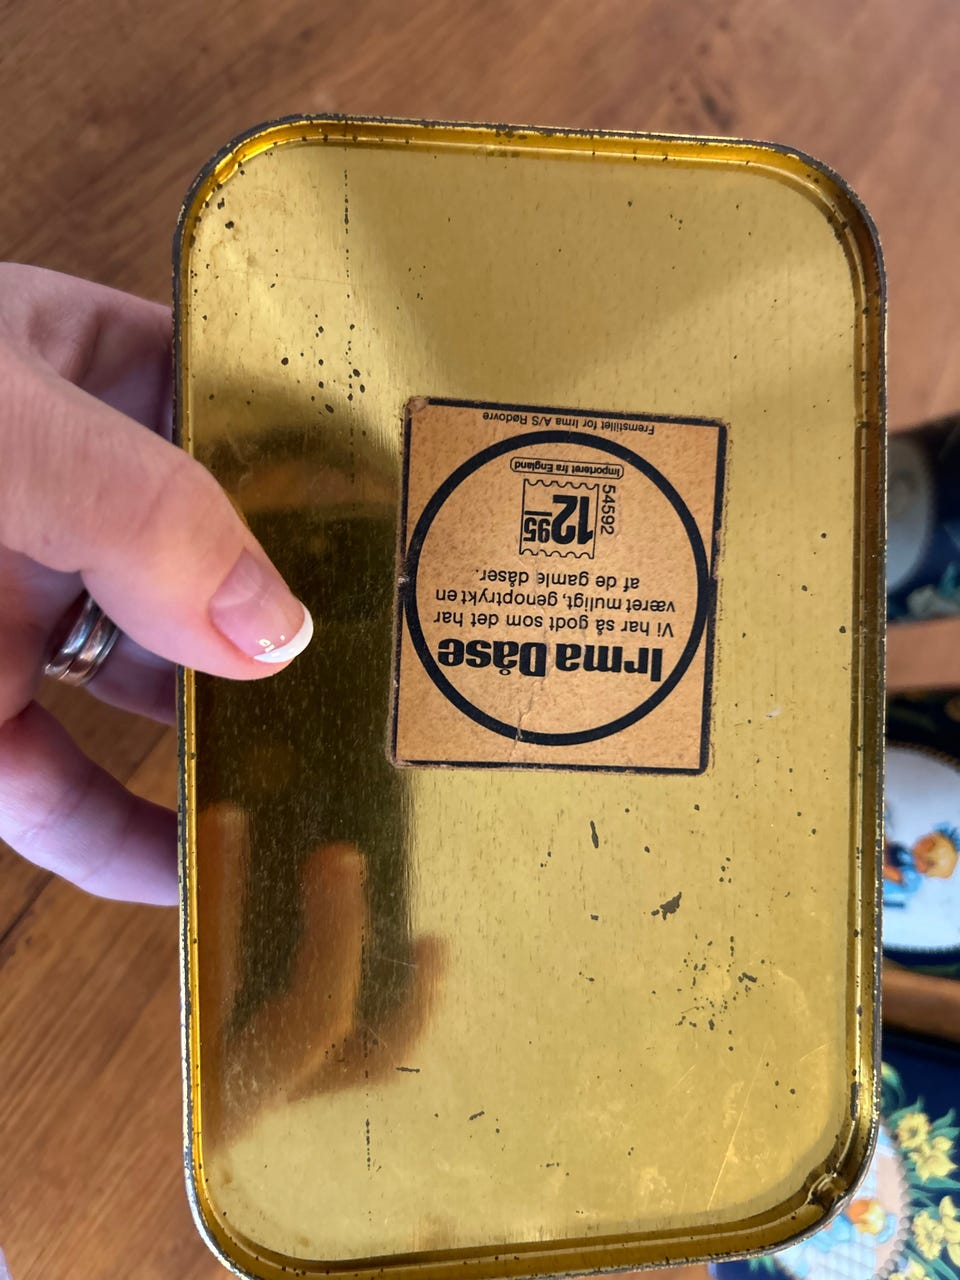 Irma Dåse
Vi har så godt som det har
været muligt, genoptrykt en
af de gamle dåser.
12 95
54592
Importeret fra England
Fremstillet for Irma A/S Rødovre